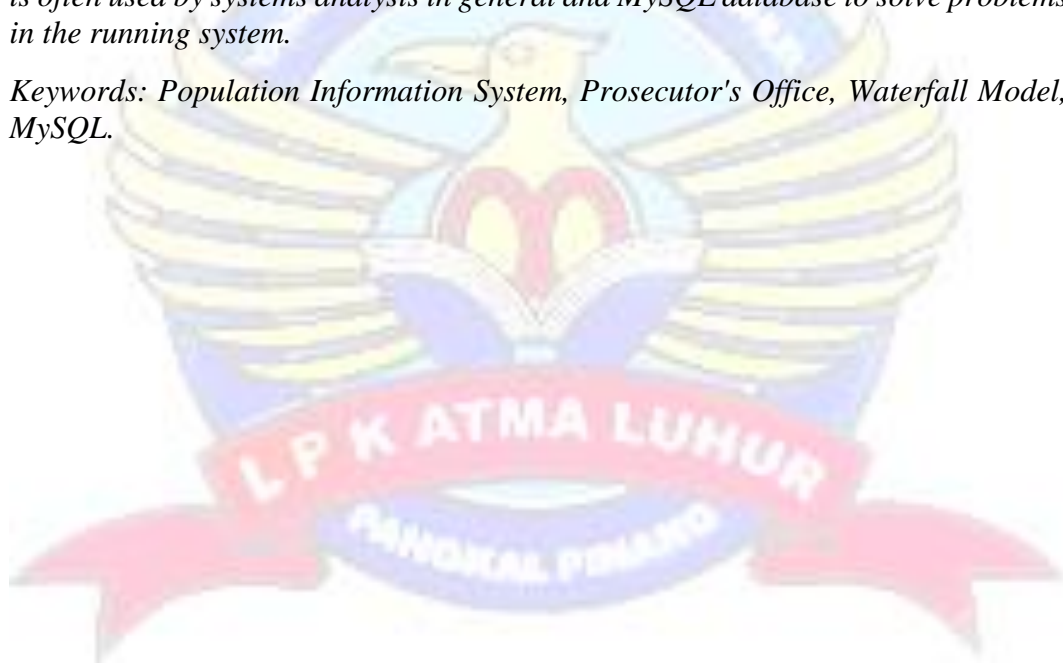 is often used by systems analysis in general and MySQL database to solve problems
in the running system.
Keywords: Population Information System, Prosecutor's Office, Waterfall Model,
MySQL.
L P K ATMA LUHUR
PANGKAL PINANG